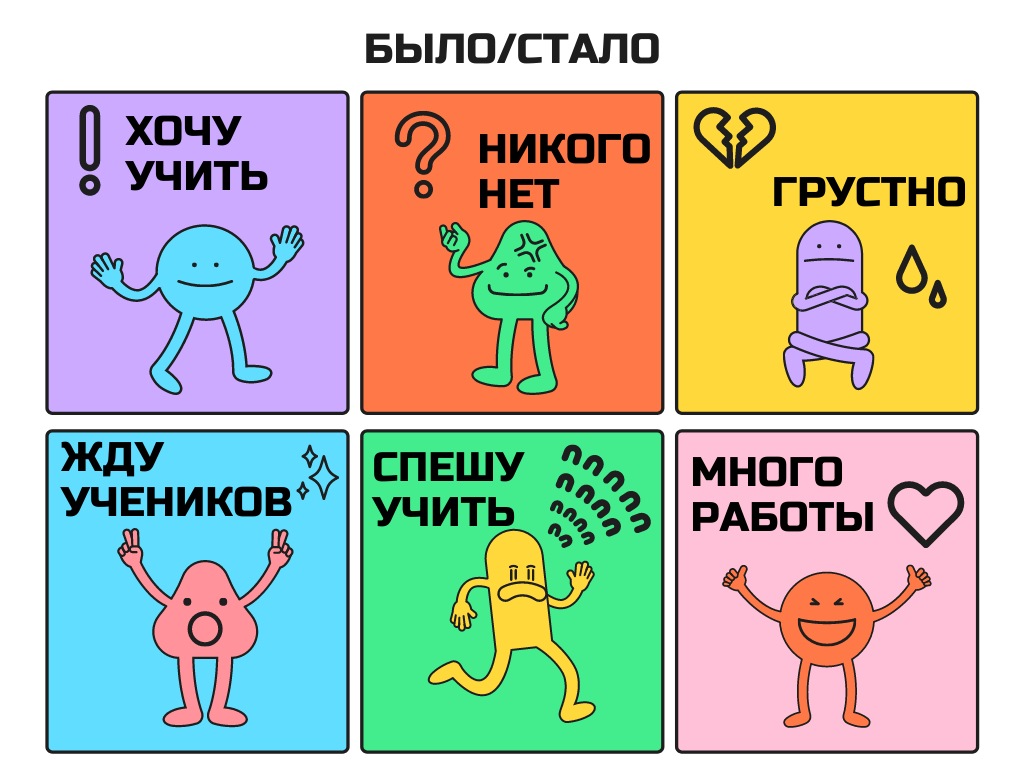 БЫЛО/СТАЛО
ХОЧУ
УЧИТЬ
НИКОГО
НЕТ
ГРУСТНО
ЖДУ
УЧЕНИКОВ
СПЕШУ
УЧИТЬ
МНОГО
РАБОТЫ